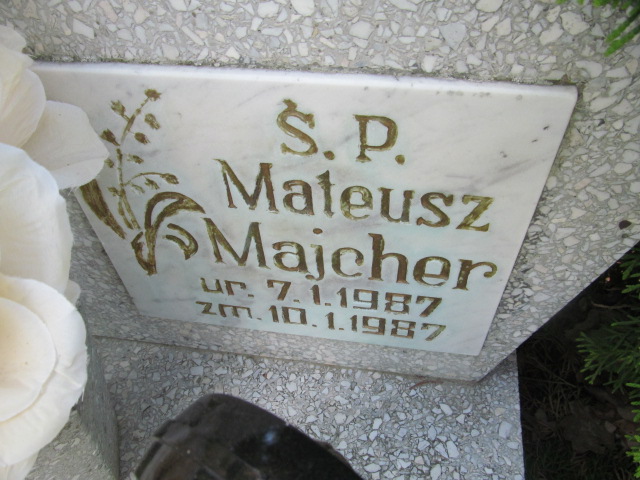 Ś. P.
Mateusz
Majcher
ur. 7.1.1987
zm. 10.1.1987